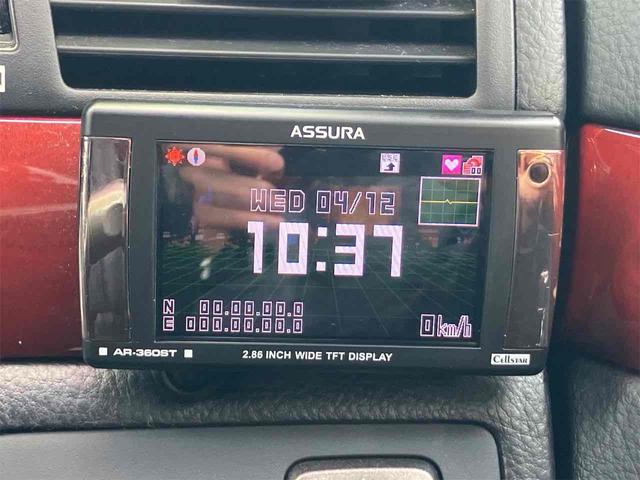 ASSURA
WED 04/12
10:37
N 00.00.00.0
E 000.00.00.0
0km/h
AR-360ST
2.86 INCH WIDE TFT DISPLAY
CELLSTAR